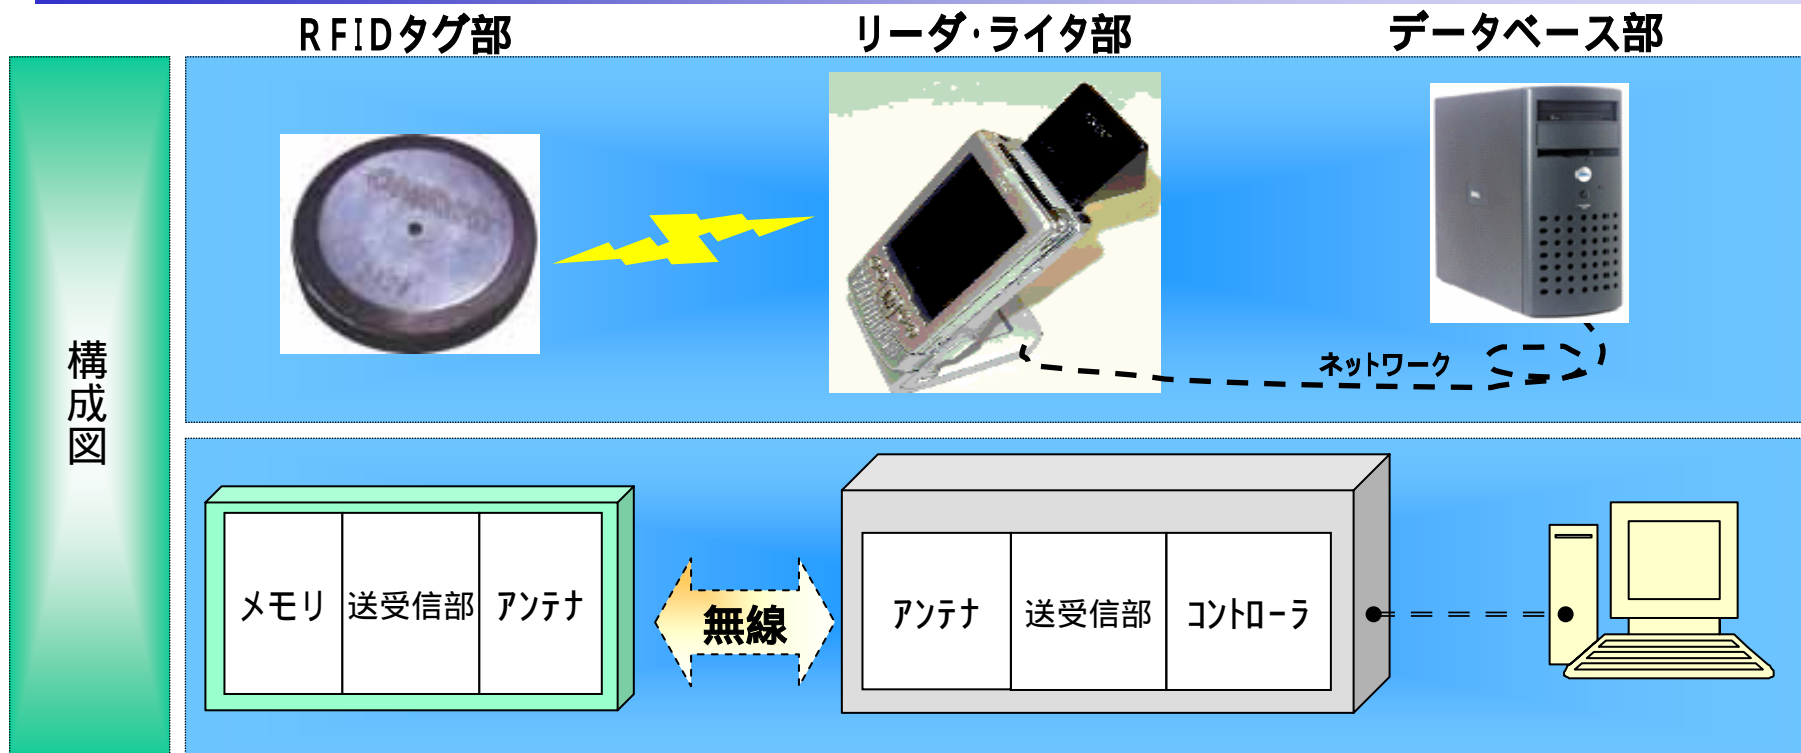 RFIDタグ部
リーダ・ライタ部
データベース部
構成図
ネットワーク
メモリ
送受信部
アンテナ
無線
アンテナ
送受信部
コントローラ